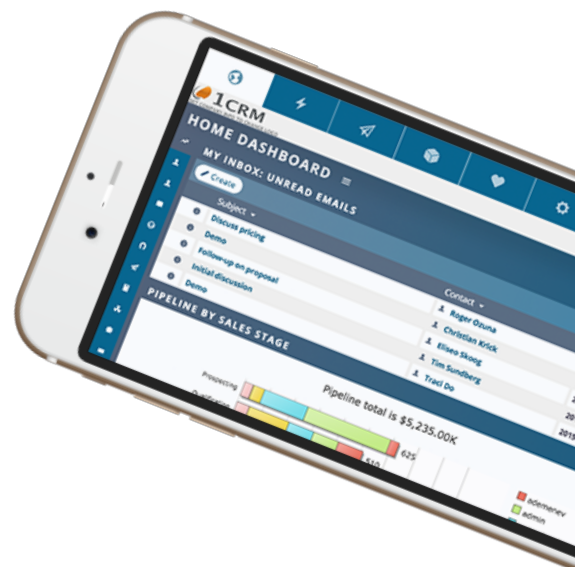 1CRM
HOME DASHBOARD
MY INBOX: UNREAD EMAILS
Create
Subject
Contact
Discuss pricing
Roger Ozuna
Demo
Christian Krick
Follow-up on proposal
Eliseo Skoog
Initial discussion
Tim Sundberg
Demo
Traci Do
PIPELINE BY SALES STAGE
Pipeline total is $5,235.00K
Prospecting
625
510
ademenev
admin